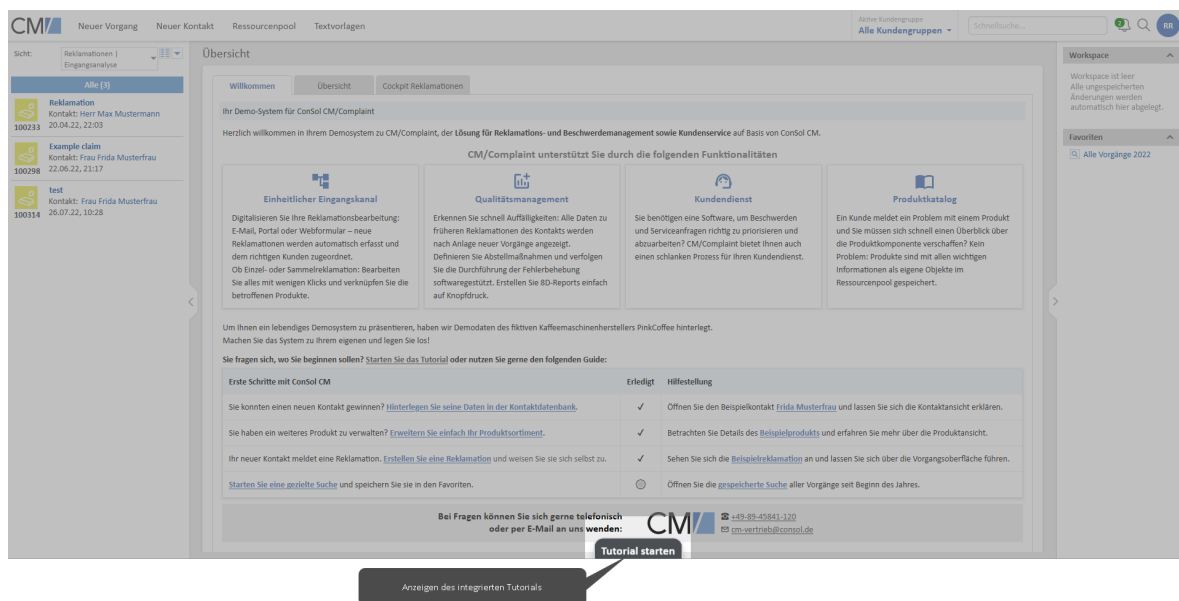 CM/ Neuer Vorgang Neuer Kontakt Ressourcenpool Textvorlagen
Aktive Kundengruppe
Alle Kundengruppen
Schnellsuche...
2
RR
Sicht: Reklamationen |
Eingangsanalyse
Alle (3)
Reklamation
Kontakt: Herr Max Mustermann
100233 20.04.22, 22:03
Example claim
Kontakt: Frau Frida Musterfrau
100298 22.06.22, 21:17
test
Kontakt: Frau Frida Musterfrau
100314 26.07.22, 10:28
Übersicht
Willkommen Übersicht Cockpit Reklamationen
Ihr Demo-System für ConSol CM/Complaint
Herzlich willkommen in Ihrem Demosystem zu CM/Complaint, der Lösung für Reklamations- und Beschwerdemanagement sowie Kundenservice auf Basis von ConSol CM.
CM/Complaint unterstützt Sie durch die folgenden Funktionalitäten
Einheitlicher Eingangskanal
Digitalisieren Sie Ihre Reklamationsbearbeitung:
E-Mail, Portal oder Webformular – neue
Reklamationen werden automatisch erfasst und
dem richtigen Kunden zugeordnet.
Ob Einzel- oder Sammelreklamation: Bearbeiten
Sie alles mit wenigen Klicks und verknüpfen Sie die
betroffenen Produkte.
Qualitätsmanagement
Erkennen Sie schnell Auffälligkeiten: Alle Daten zu
früheren Reklamationen des Kontakts werden
nach Anlage neuer Vorgänge angezeigt.
Definieren Sie Abstellmaßnahmen und verfolgen
Sie die Durchführung der Fehlerbehebung
softwaregestützt. Erstellen Sie 8D-Reports einfach
auf Knopfdruck.
Kundendienst
Sie benötigen eine Software, um Beschwerden
und Serviceanfragen richtig zu priorisieren und
abzuarbeiten? CM/Complaint bietet Ihnen auch
einen schlanken Prozess für Ihren Kundendienst.
Produktkatalog
Ein Kunde meldet ein Problem mit einem Produkt
und Sie müssen sich schnell einen Überblick über
die Produktkomponente verschaffen? Kein
Problem: Produkte sind mit allen wichtigen
Informationen als eigene Objekte im
Ressourcenpool gespeichert.
Um Ihnen ein lebendiges Demosystem zu präsentieren, haben wir Demodaten des fiktiven Kaffeemaschinenherstellers PinkCoffee hinterlegt.
Machen Sie das System zu Ihrem eigenen und legen Sie los!
Sie fragen sich, wo Sie beginnen sollen? Starten Sie das Tutorial oder nutzen Sie gerne den folgenden Guide:
Erste Schritte mit ConSol CM Erledigt Hilfestellung
Sie konnten einen neuen Kontakt gewinnen? Hinterlegen Sie seine Daten in der Kontaktdatenbank. ✓ Öffnen Sie den Beispielkontakt Frida Musterfrau und lassen Sie sich die Kontaktansicht erklären.
Sie haben ein weiteres Produkt zu verwalten? Erweitern Sie einfach Ihr Produktsortiment. ✓ Betrachten Sie Details des Beispielprodukts und erfahren Sie mehr über die Produktansicht.
Ihr neuer Kontakt meldet eine Reklamation. Erstellen Sie eine Reklamation und weisen Sie sie sich selbst zu. ✓ Sehen Sie sich die Beispielreklamation an und lassen Sie sich über die Vorgangsoberfläche führen.
Starten Sie eine gezielte Suche und speichern Sie sie in den Favoriten. Öffnen Sie die gespeicherte Suche aller Vorgänge seit Beginn des Jahres.
Bei Fragen können Sie sich gerne telefonisch
oder per E-Mail an uns wenden:
CM/
+49-89-45841-120
cm-vertrieb@consol.de
Tutorial starten
Anzeigen des integrierten Tutorials
Workspace
Workspace ist leer
Alle ungespeicherten
Änderungen werden
automatisch hier abgelegt.
Favoriten
Alle Vorgänge 2022